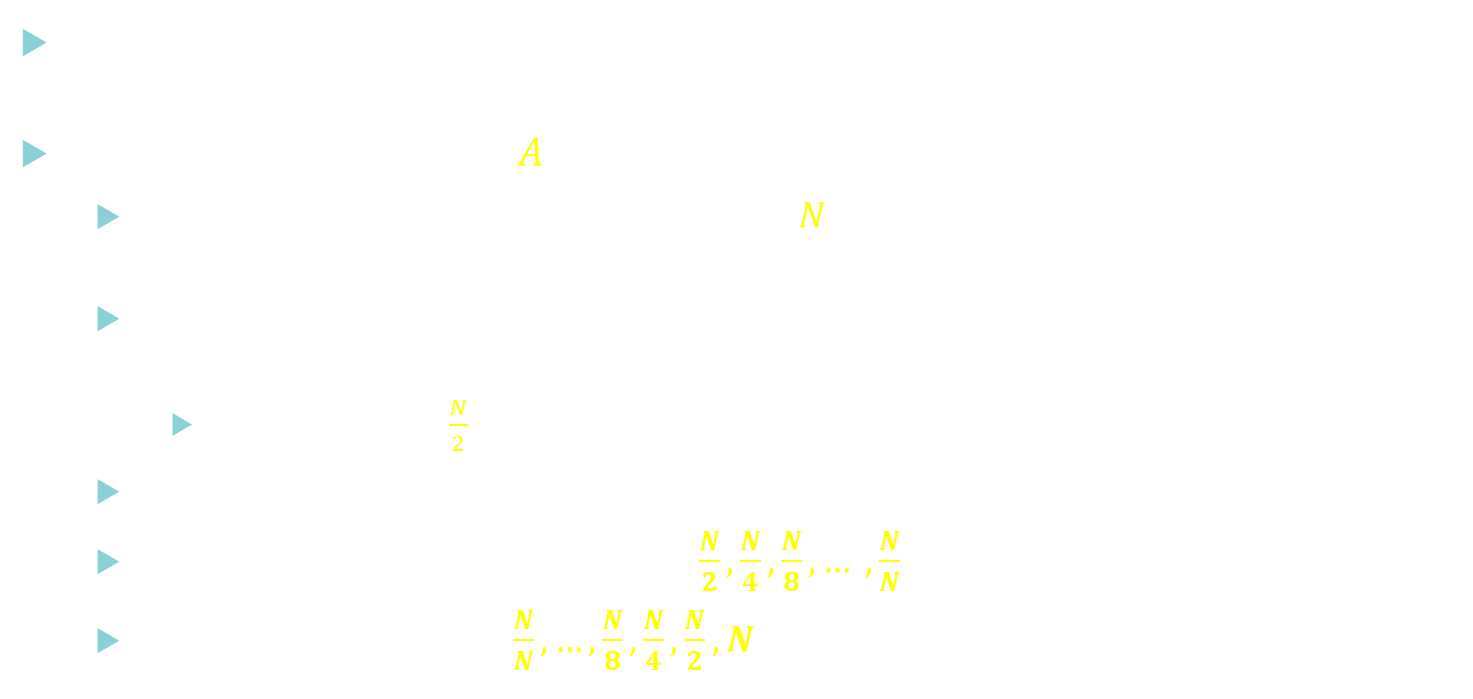 A
N
N/2
N/2, N/4, N/8, … , N/N
N/N, …, N/8, N/4, N/2, N